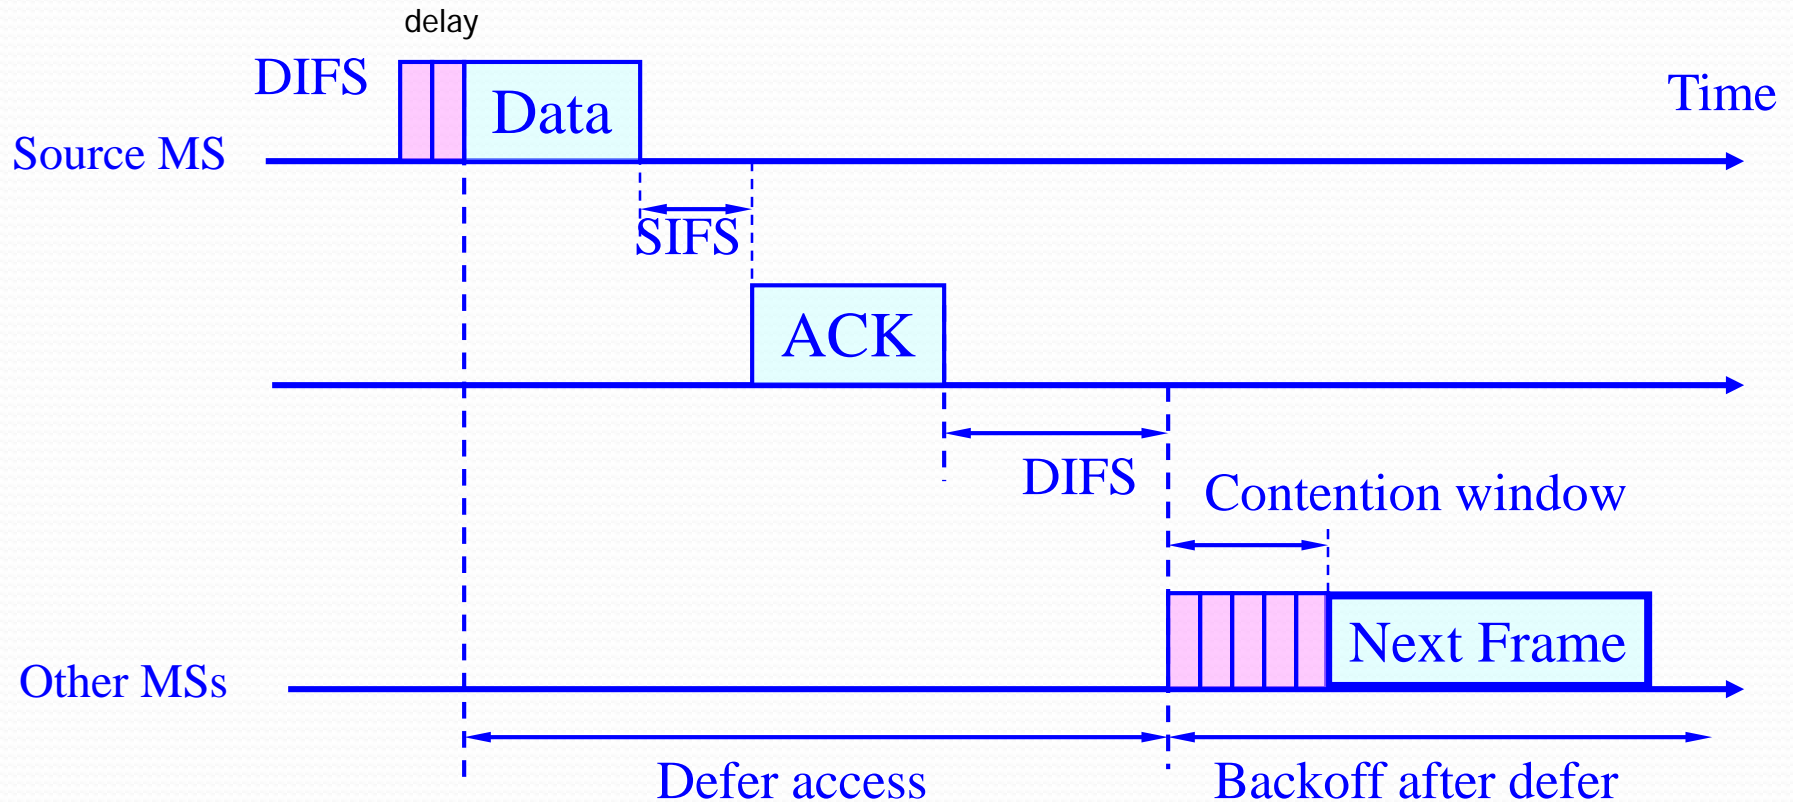 delay
DIFS
Data
Time
Source MS
SIFS
ACK
DIFS
Contention window
Next Frame
Other MSs
Defer access
Backoff after defer